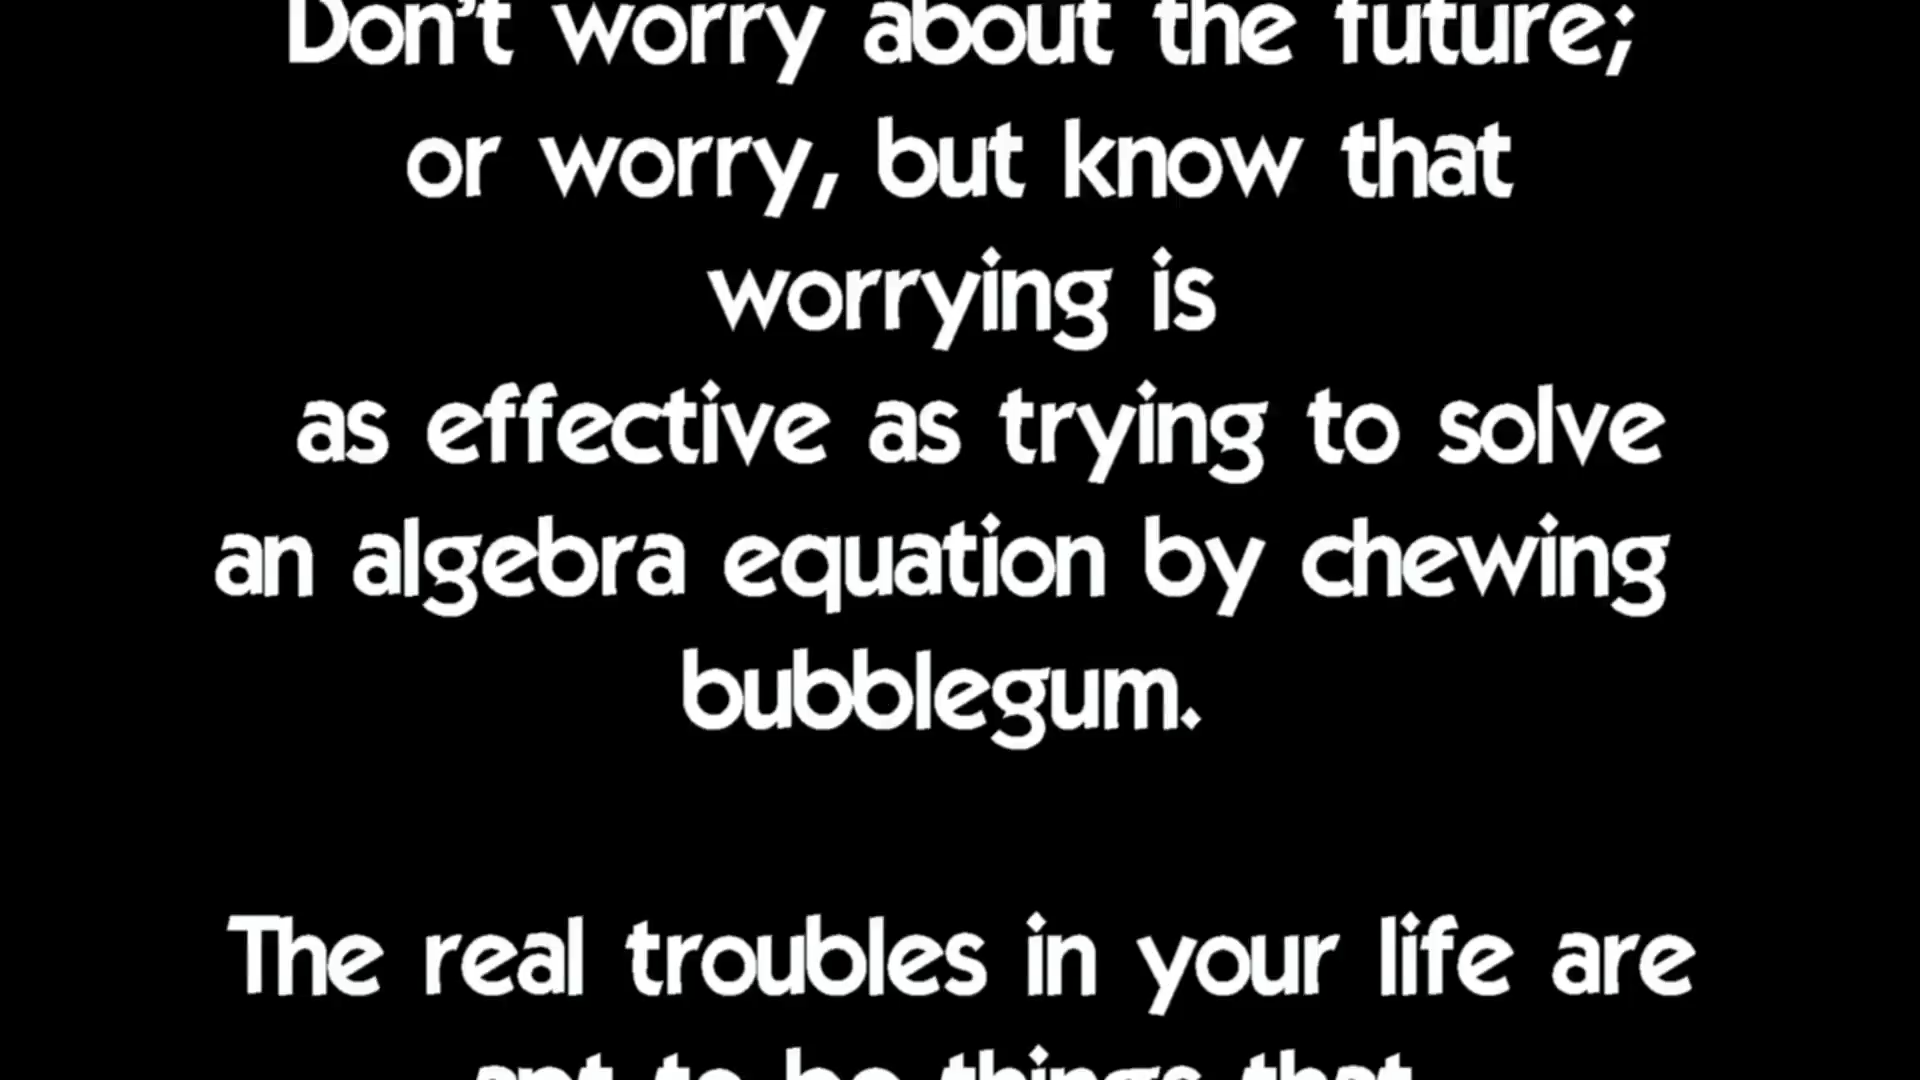 Don't worry about the future;
or worry, but know that
worrying is
as effective as trying to solve
an algebra equation by chewing
bubblegum.
The real troubles in your life are
apt to be things that